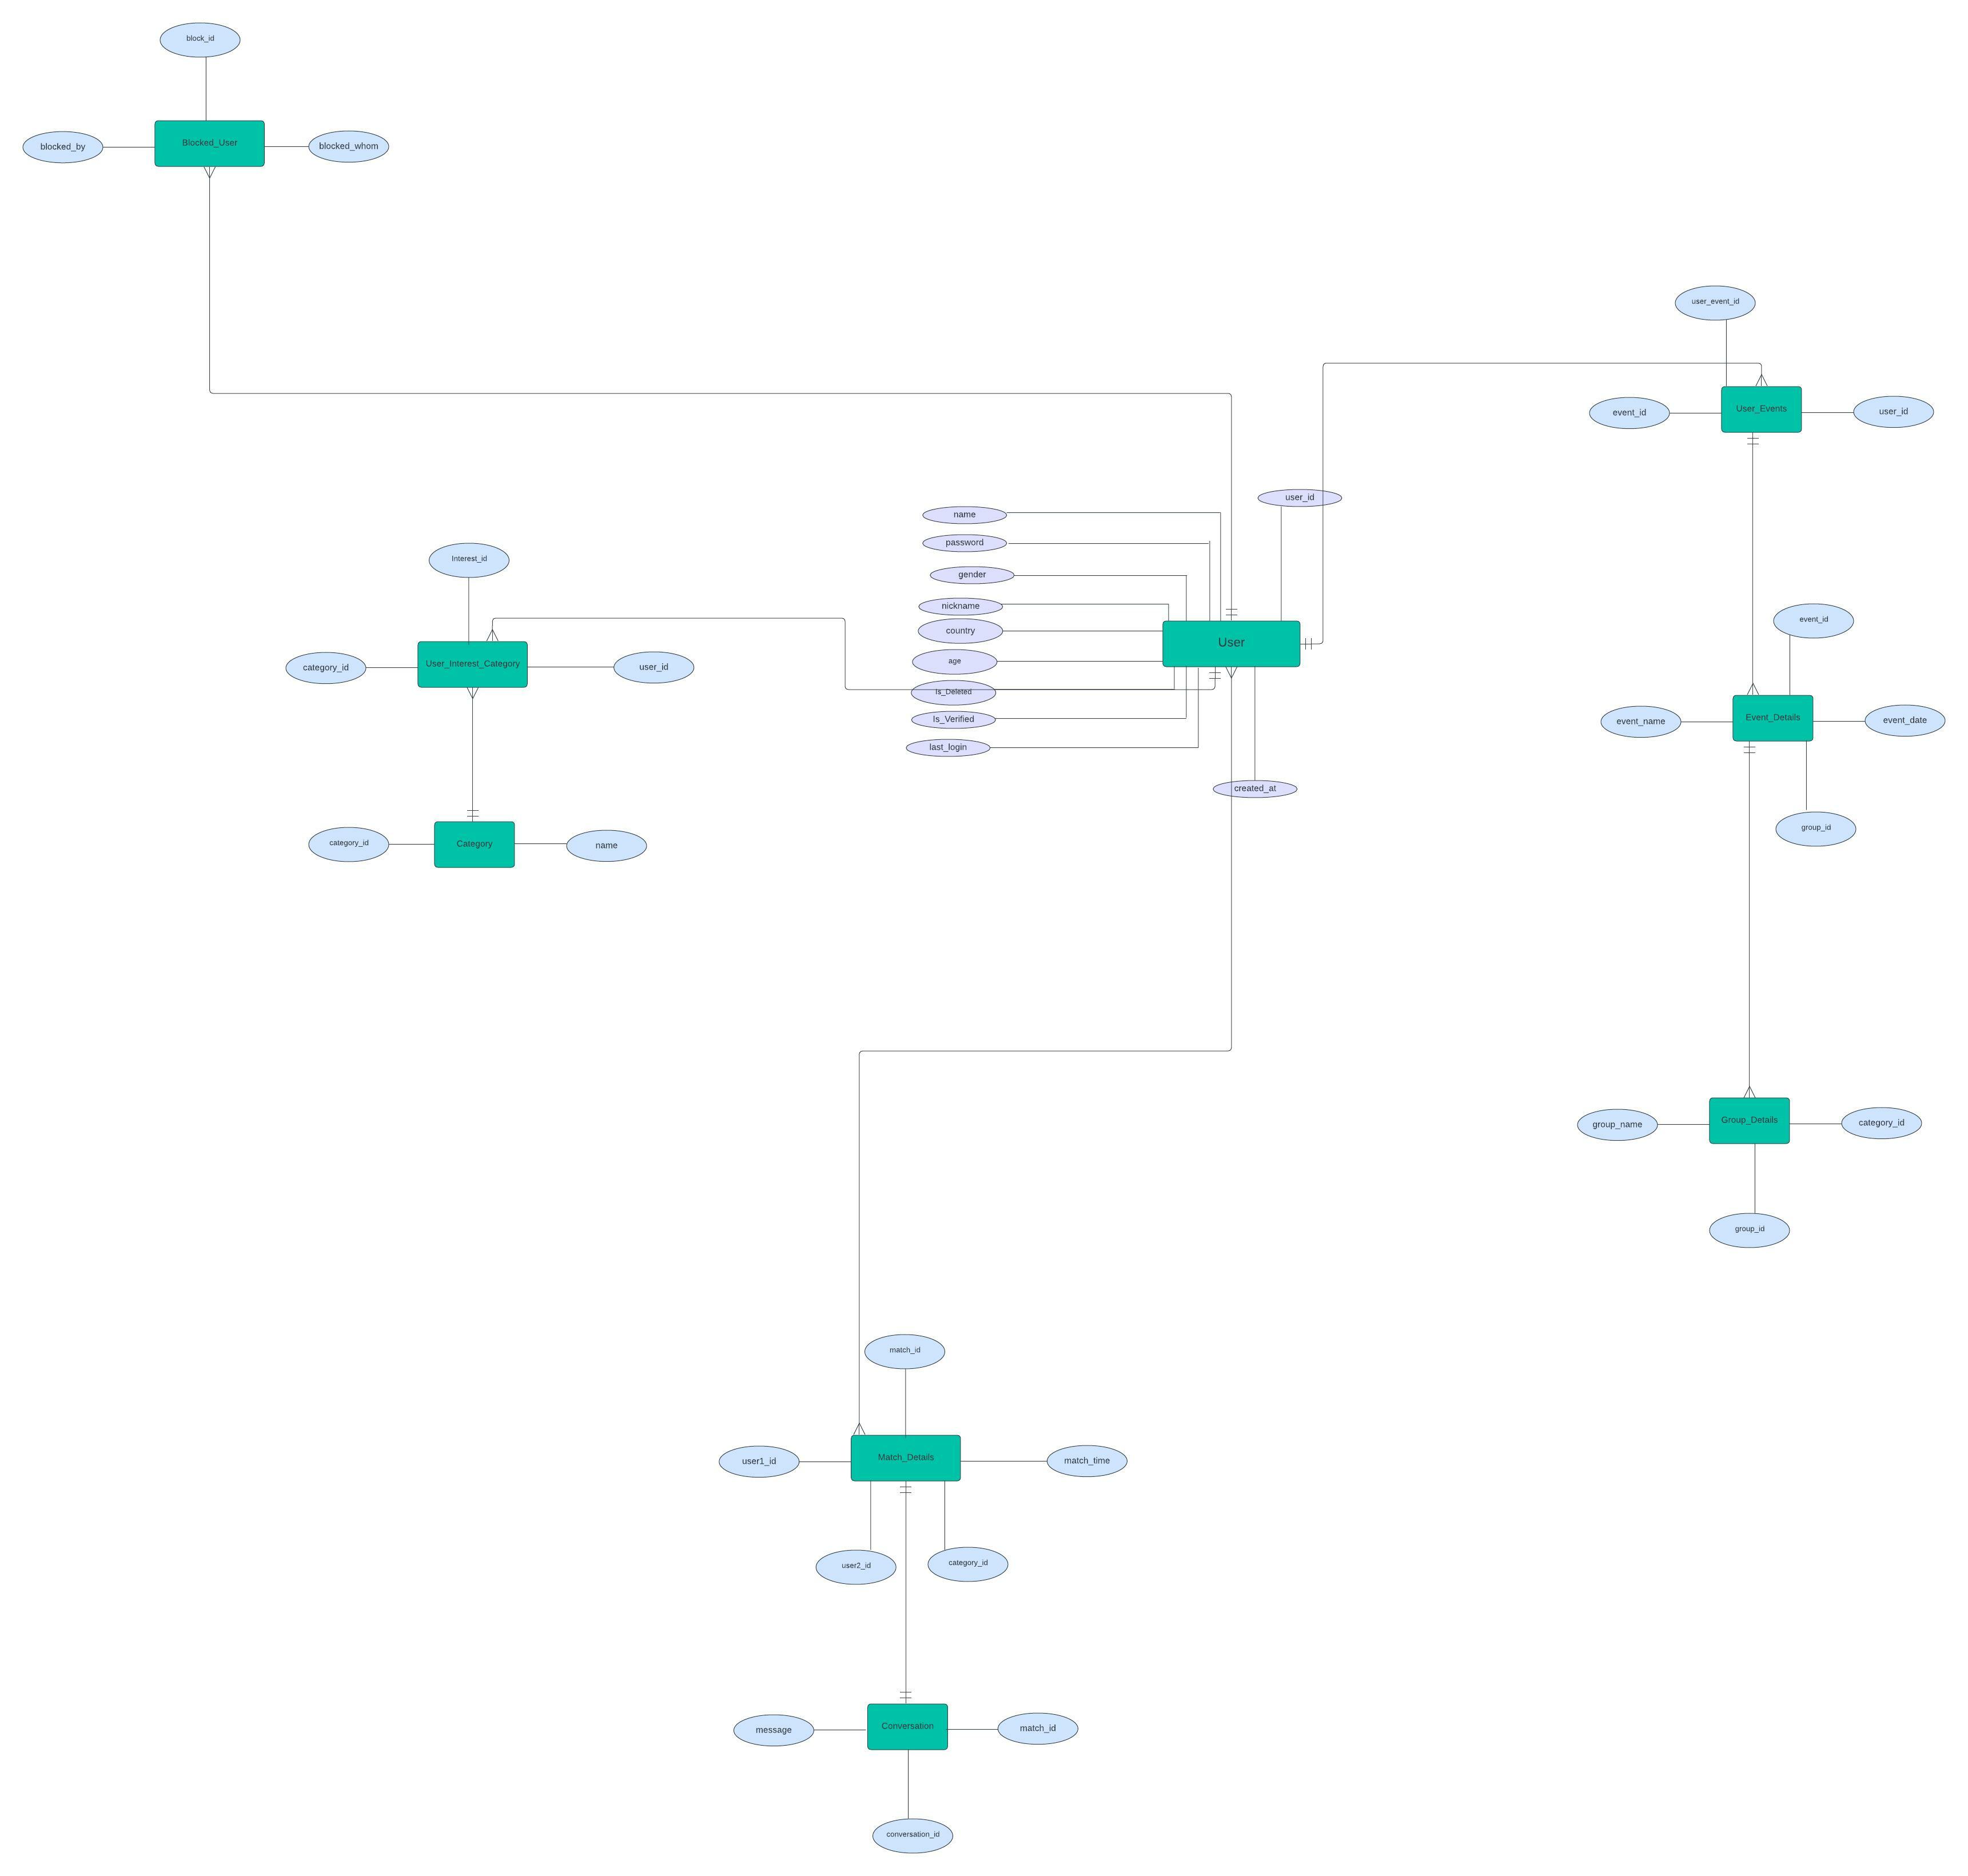 block_id
Blocked_User
blocked_by
blocked_whom
user_event_id
User_Events
event_id
user_id
user_id
name
password
gender
nickname
country
age
Is_Deleted
Is_Verified
last_login
User
created_at
Interest_id
User_Interest_Category
category_id
user_id
category_id
Category
name
event_id
event_name
Event_Details
event_date
group_id
group_name
Group_Details
category_id
group_id
match_id
user1_id
Match_Details
match_time
user2_id
category_id
message
Conversation
match_id
conversation_id